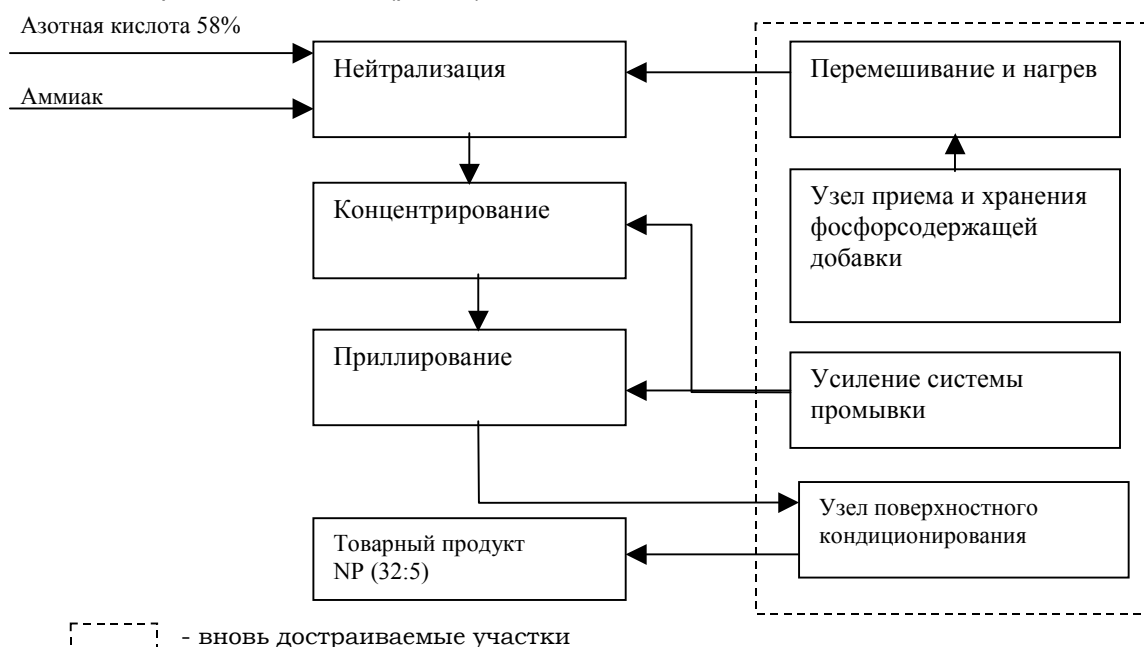 Азотная кислота 58%
Аммиак
Нейтрализация
Перемешивание и нагрев
Концентрирование
Узел приема и хранения
фосфорсодержащей
добавки
Приллирование
Усиление системы
промывки
Узел поверхностного
кондиционирования
Товарный продукт
NP (32:5)
- вновь достраиваемые участки